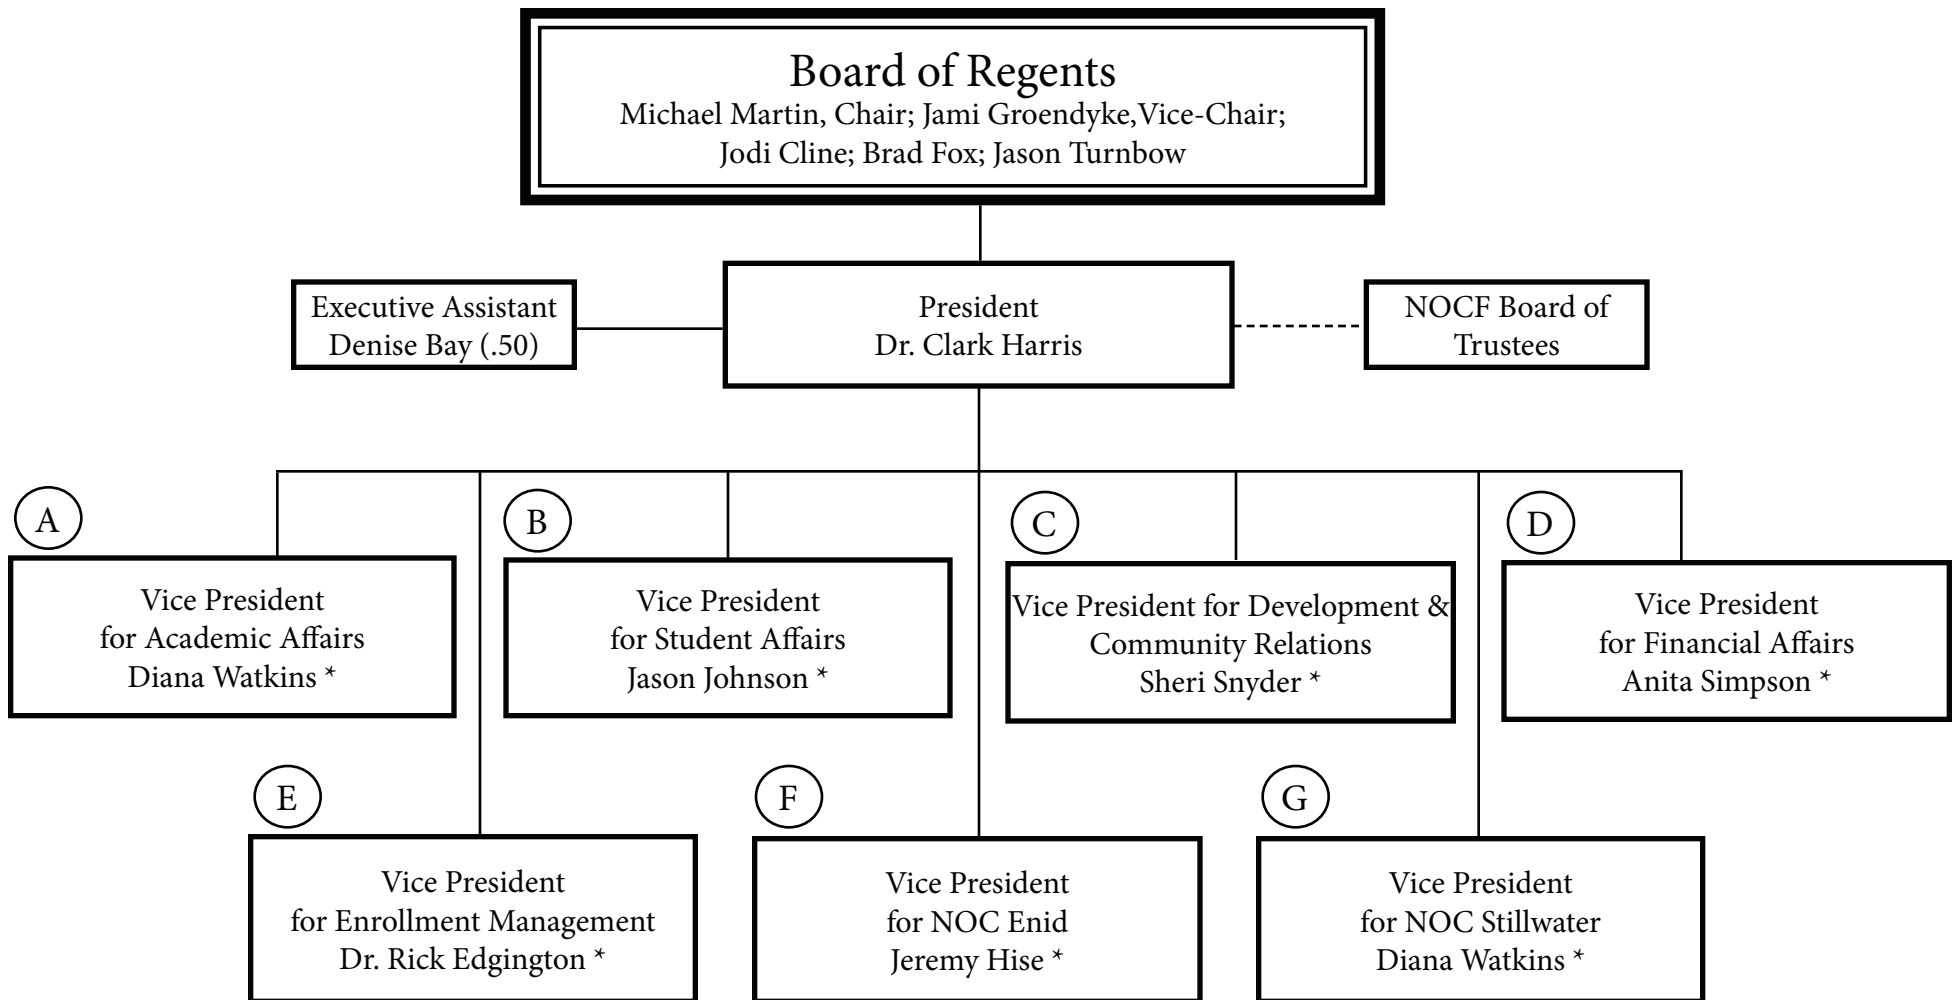 Board of Regents
Michael Martin, Chair; Jami Groendyke,Vice-Chair;
Jodi Cline; Brad Fox; Jason Turnbow
Executive Assistant
Denise Bay (.50)
President
Dr. Clark Harris
NOCF Board of
Trustees
A
Vice President
for Academic Affairs
Diana Watkins *
B
Vice President
for Student Affairs
Jason Johnson *
C
Vice President for Development &
Community Relations
Sheri Snyder *
D
Vice President
for Financial Affairs
Anita Simpson *
E
Vice President
for Enrollment Management
Dr. Rick Edgington *
F
Vice President
for NOC Enid
Jeremy Hise *
G
Vice President
for NOC Stillwater
Diana Watkins *